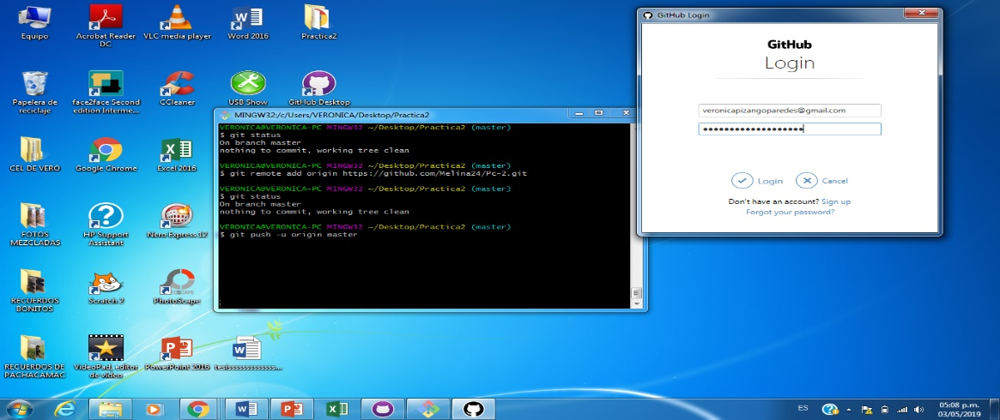 Equipo
Acrobat Reader
DC
VLC media player
Word 2016
Practica2
Papelera de
reciclaje
face2face Second
edition Interme...
CCleaner
USB Show
GitHub Desktop
CEL DE VERO
Google Chrome
Excel 2016
FOTOS
MEZCLADAS
HP Support
Assistant
Nero Express 12
RECUERDOS
BONITOS
Scratch 2
PhotoScape
RECUERDOS DE
PACHACAMAC
VideoPad, editor
de video
PowerPoint 2016
MINGW32:/c/Users/VERONICA/Desktop/Practica2
VERONICA@VERONICA-PC MINGW32 ~/Desktop/Practica2 (master)
$ git status
On branch master
nothing to commit, working tree clean
VERONICA@VERONICA-PC MINGW32 ~/Desktop/Practica2 (master)
$ git remote add origin https://github.com/Melina24/Pc-2.git
VERONICA@VERONICA-PC MINGW32 ~/Desktop/Practica2 (master)
$ git status
On branch master
nothing to commit, working tree clean
VERONICA@VERONICA-PC MINGW32 ~/Desktop/Practica2 (master)
$ git push -u origin master
GitHub Login
GitHub
Login
veronicapizangoparedes@gmail.com
Login
Cancel
Don't have an account? Sign up
Forgot your password?
ES
05:08 p.m.
03/05/2019